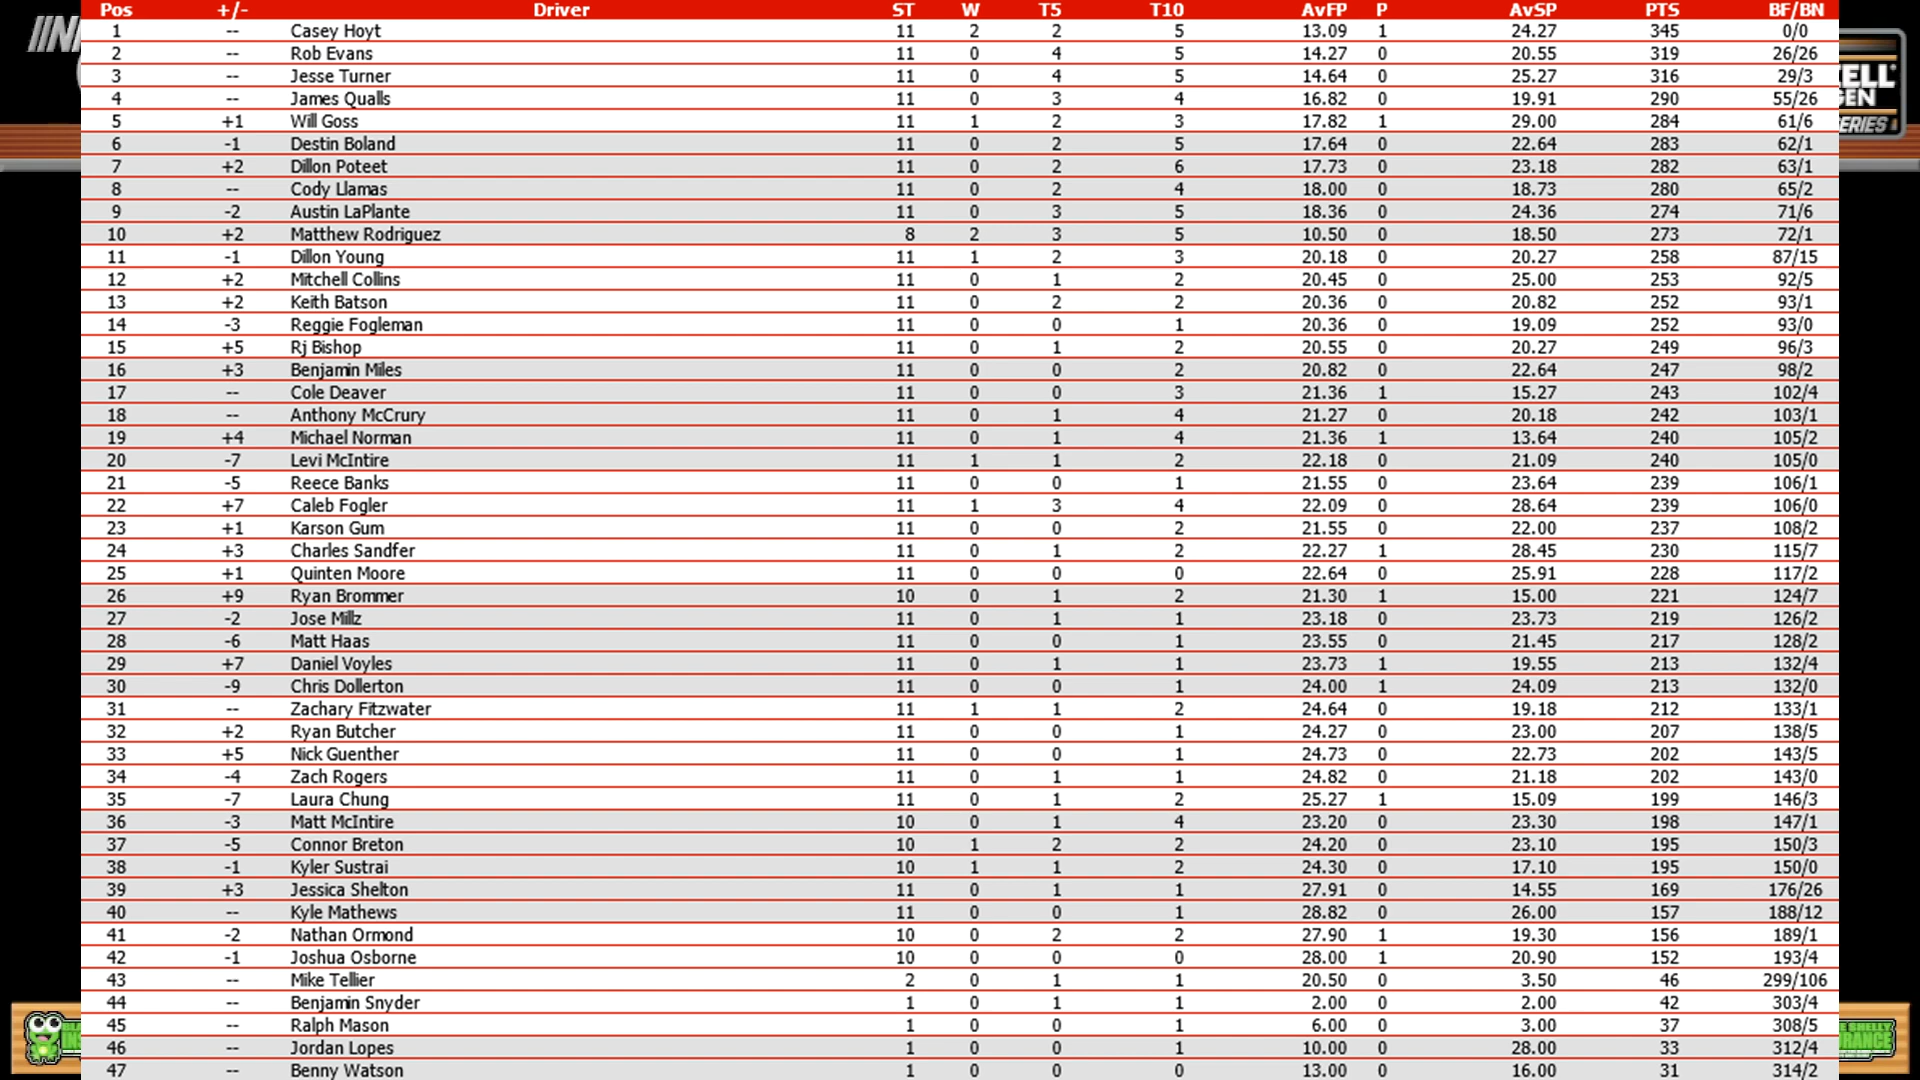 Pos +/- Driver ST W T5 T10 AvFP P AvSP PTS BF/BN
1 -- Casey Hoyt 11 2 2 5 13.09 1 24.27 345 0/0
2 -- Rob Evans 11 0 4 5 14.27 0 20.55 319 26/26
3 -- Jesse Turner 11 0 4 5 14.64 0 25.27 316 29/3
4 -- James Qualls 11 0 3 4 16.82 0 19.91 290 55/26
5 +1 Will Goss 11 1 2 3 17.82 1 29.00 284 61/6
6 -1 Destin Boland 11 0 2 5 17.64 0 22.64 283 62/1
7 +2 Dillon Poteet 11 0 2 6 17.73 0 23.18 282 63/1
8 -- Cody Llamas 11 0 2 4 18.00 0 18.73 280 65/2
9 -2 Austin LaPlante 11 0 3 5 18.36 0 24.36 274 71/6
10 +2 Matthew Rodriguez 8 2 3 5 10.50 0 18.50 273 72/1
11 -1 Dillon Young 11 1 2 3 20.18 0 20.27 258 87/15
12 +2 Mitchell Collins 11 0 1 2 20.45 0 25.00 253 92/5
13 +2 Keith Batson 11 0 2 2 20.36 0 20.82 252 93/1
14 -3 Reggie Fogleman 11 0 0 1 20.36 0 19.09 252 93/0
15 +5 Rj Bishop 11 0 1 2 20.55 0 20.27 249 96/3
16 +3 Benjamin Miles 11 0 0 2 20.82 0 22.64 247 98/2
17 -- Cole Deaver 11 0 0 3 21.36 1 15.27 243 102/4
18 -- Anthony McCrury 11 0 1 4 21.27 0 20.18 242 103/1
19 +4 Michael Norman 11 0 1 4 21.36 1 13.64 240 105/2
20 -7 Levi McIntire 11 1 1 2 22.18 0 21.09 240 105/0
21 -5 Reece Banks 11 0 0 1 21.55 0 23.64 239 106/1
22 +7 Caleb Fogler 11 1 3 4 22.09 0 28.64 239 106/0
23 +1 Karson Gum 11 0 0 2 21.55 0 22.00 237 108/2
24 +3 Charles Sandfer 11 0 1 2 22.27 1 28.45 230 115/7
25 +1 Quinten Moore 11 0 0 0 22.64 0 25.91 228 117/2
26 +9 Ryan Brommer 10 0 1 2 21.30 1 15.00 221 124/7
27 -2 Jose Millz 11 0 1 1 23.18 0 23.73 219 126/2
28 -6 Matt Haas 11 0 0 1 23.55 0 21.45 217 128/2
29 +7 Daniel Voyles 11 0 1 1 23.73 1 19.55 213 132/4
30 -9 Chris Dollerton 11 0 0 1 24.00 1 24.09 213 132/0
31 -- Zachary Fitzwater 11 1 1 2 24.64 0 19.18 212 133/1
32 +2 Ryan Butcher 11 0 0 1 24.27 0 23.00 207 138/5
33 +5 Nick Guenther 11 0 0 1 24.73 0 22.73 202 143/5
34 -4 Zach Rogers 11 0 1 1 24.82 0 21.18 202 143/0
35 -7 Laura Chung 11 0 1 2 25.27 1 15.09 199 146/3
36 -3 Matt McIntire 10 0 1 4 23.20 0 23.30 198 147/1
37 -5 Connor Breton 10 1 2 2 24.20 0 23.10 195 150/3
38 -1 Kyler Sustrai 10 1 1 2 24.30 0 17.10 195 150/0
39 +3 Jessica Shelton 11 0 1 1 27.91 0 14.55 169 176/26
40 -- Kyle Mathews 11 0 0 1 28.82 0 26.00 157 188/12
41 -2 Nathan Ormond 10 0 2 2 27.90 1 19.30 156 189/1
42 -1 Joshua Osborne 10 0 0 0 28.00 1 20.90 152 193/4
43 -- Mike Tellier 2 0 1 1 20.50 0 3.50 46 299/106
44 -- Benjamin Snyder 1 0 1 1 2.00 0 2.00 42 303/4
45 -- Ralph Mason 1 0 0 1 6.00 0 3.00 37 308/5
46 -- Jordan Lopes 1 0 0 1 10.00 0 28.00 33 312/4
47 -- Benny Watson 1 0 0 0 13.00 0 16.00 31 314/2